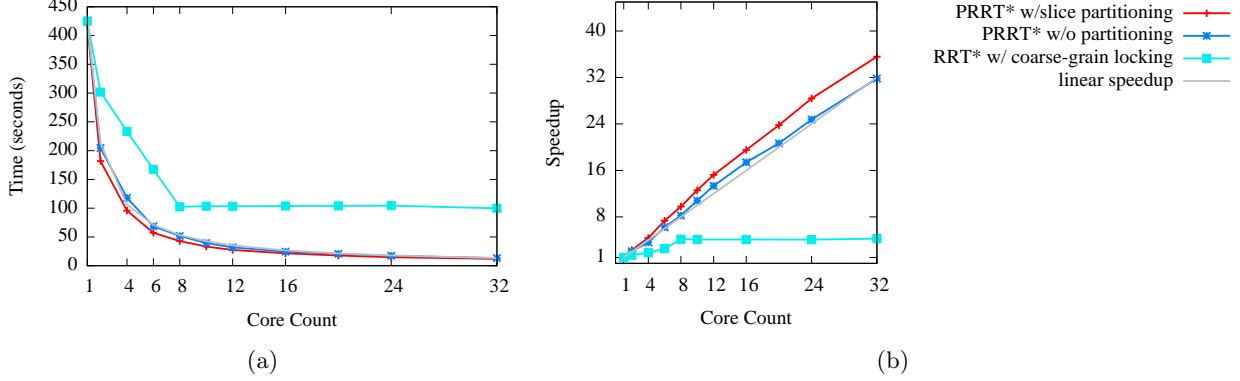 450
400
350
300
250
200
150
100
50
0
Time (seconds)
1 4 6 8 12 16 24 32
Core Count
(a)
40
32
24
16
8
1
Speedup
1 4 8 12 16 24 32
Core Count
(b)
PRRT* w/slice partitioning
PRRT* w/o partitioning
RRT* w/ coarse-grain locking
linear speedup